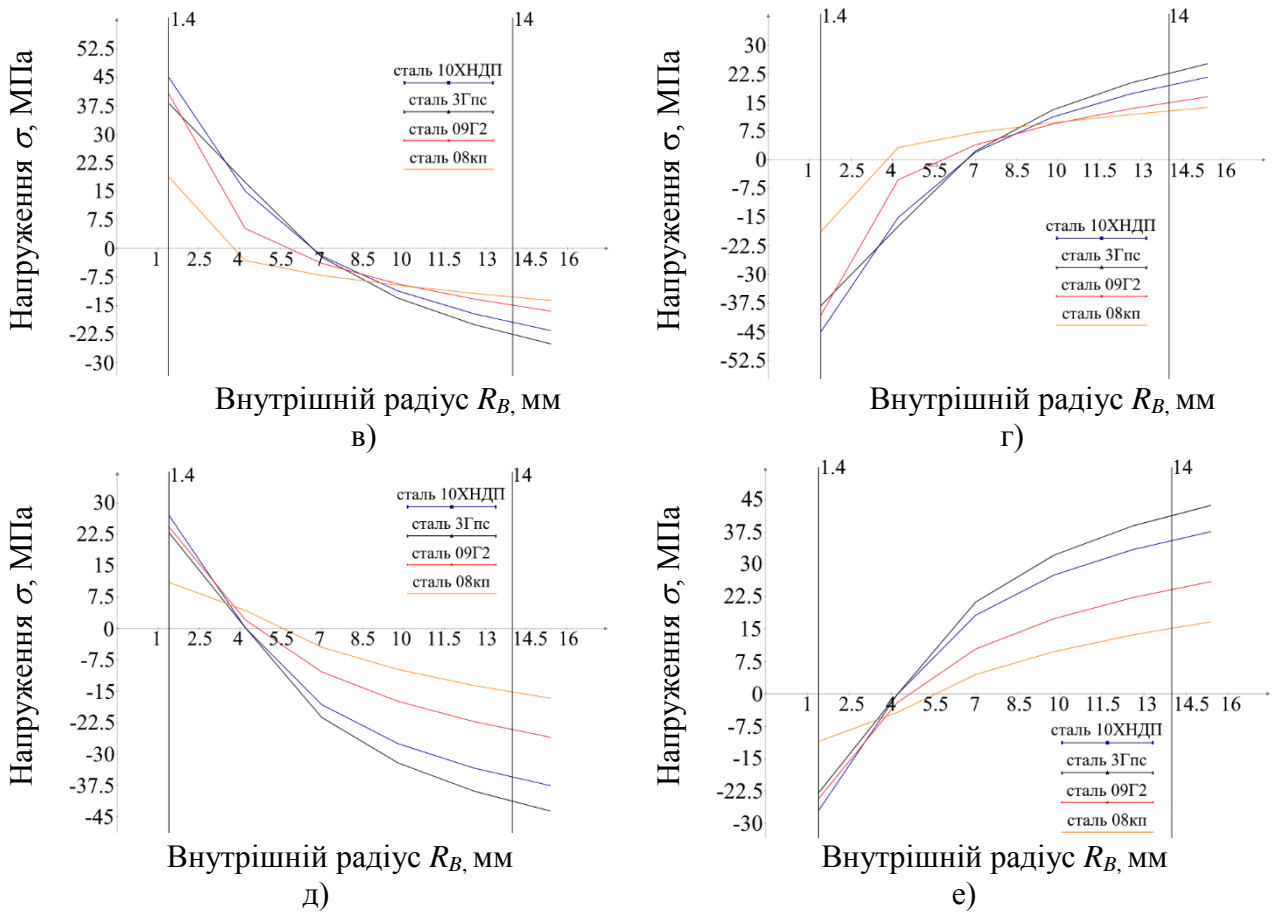 1.4
14
52.5
45
37.5
30
22.5
15
7.5
0
-7.5
-15
-22.5
-30
1 2.5 4 5.5 7 8.5 10 11.5 13 14.5 16
сталь 10ХНДП
сталь 3Гпс
сталь 09Г2
сталь 08кп
Напруження σ, МПа
Внутрішній радіус R_В, мм
в)
1.4
14
30
22.5
15
7.5
0
-7.5
-15
-22.5
-30
-37.5
-45
-52.5
1 2.5 4 5.5 7 8.5 10 11.5 13 14.5 16
сталь 10ХНДП
сталь 3Гпс
сталь 09Г2
сталь 08кп
Напруження σ, МПа
Внутрішній радіус R_В, мм
г)
1.4
14
30
22.5
15
7.5
0
-7.5
-15
-22.5
-30
-37.5
-45
1 2.5 4 5.5 7 8.5 10 11.5 13 14.5 16
сталь 10ХНДП
сталь 3Гпс
сталь 09Г2
сталь 08кп
Напруження σ, МПа
Внутрішній радіус R_В, мм
д)
1.4
14
45
37.5
30
22.5
15
7.5
0
-7.5
-15
-22.5
-30
1 2.5 4 5.5 7 8.5 10 11.5 13 14.5 16
сталь 10ХНДП
сталь 3Гпс
сталь 09Г2
сталь 08кп
Напруження σ, МПа
Внутрішній радіус R_В, мм
е)